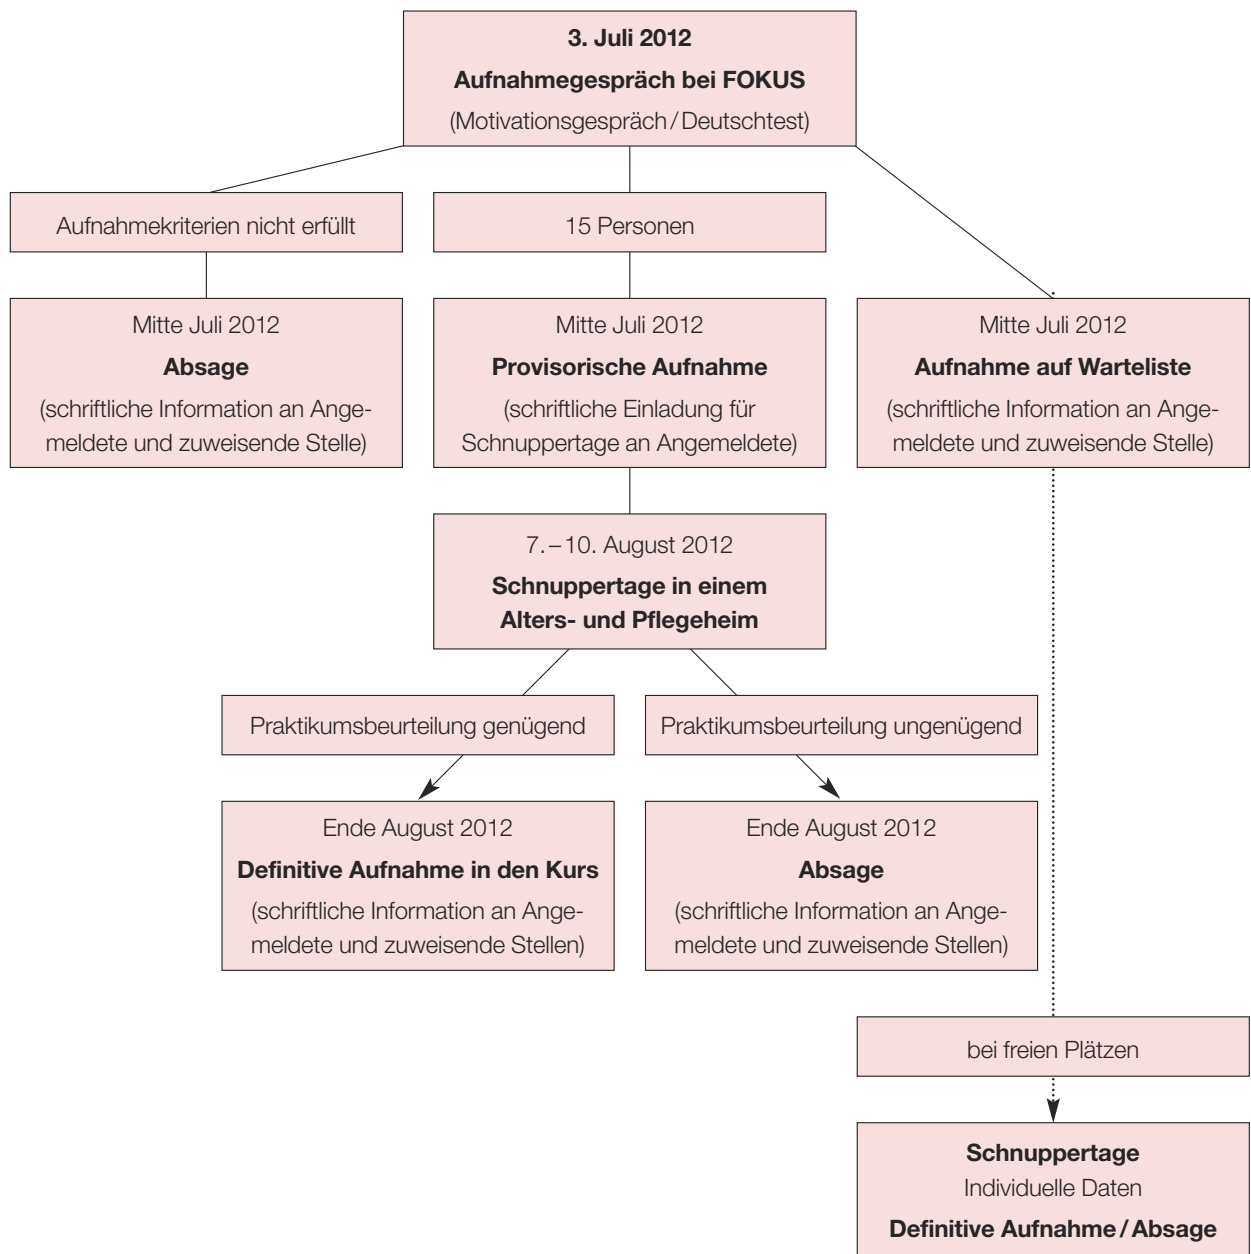 3. Juli 2012
Aufnahmegespräch bei FOKUS
(Motivationsgespräch / Deutschtest)
Aufnahmekriterien nicht erfüllt
15 Personen
Mitte Juli 2012
Absage
(schriftliche Information an Ange-
meldete und zuweisende Stelle)
Mitte Juli 2012
Provisorische Aufnahme
(schriftliche Einladung für
Schnuppertage an Angemeldete)
Mitte Juli 2012
Aufnahme auf Warteliste
(schriftliche Information an Ange-
meldete und zuweisende Stelle)
7. – 10. August 2012
Schnuppertage in einem
Alters- und Pflegeheim
Praktikumsbeurteilung genügend
Praktikumsbeurteilung ungenügend
Ende August 2012
Definitive Aufnahme in den Kurs
(schriftliche Information an Ange-
meldete und zuweisende Stellen)
Ende August 2012
Absage
(schriftliche Information an Ange-
meldete und zuweisende Stellen)
bei freien Plätzen
Schnuppertage
Individuelle Daten
Definitive Aufnahme / Absage